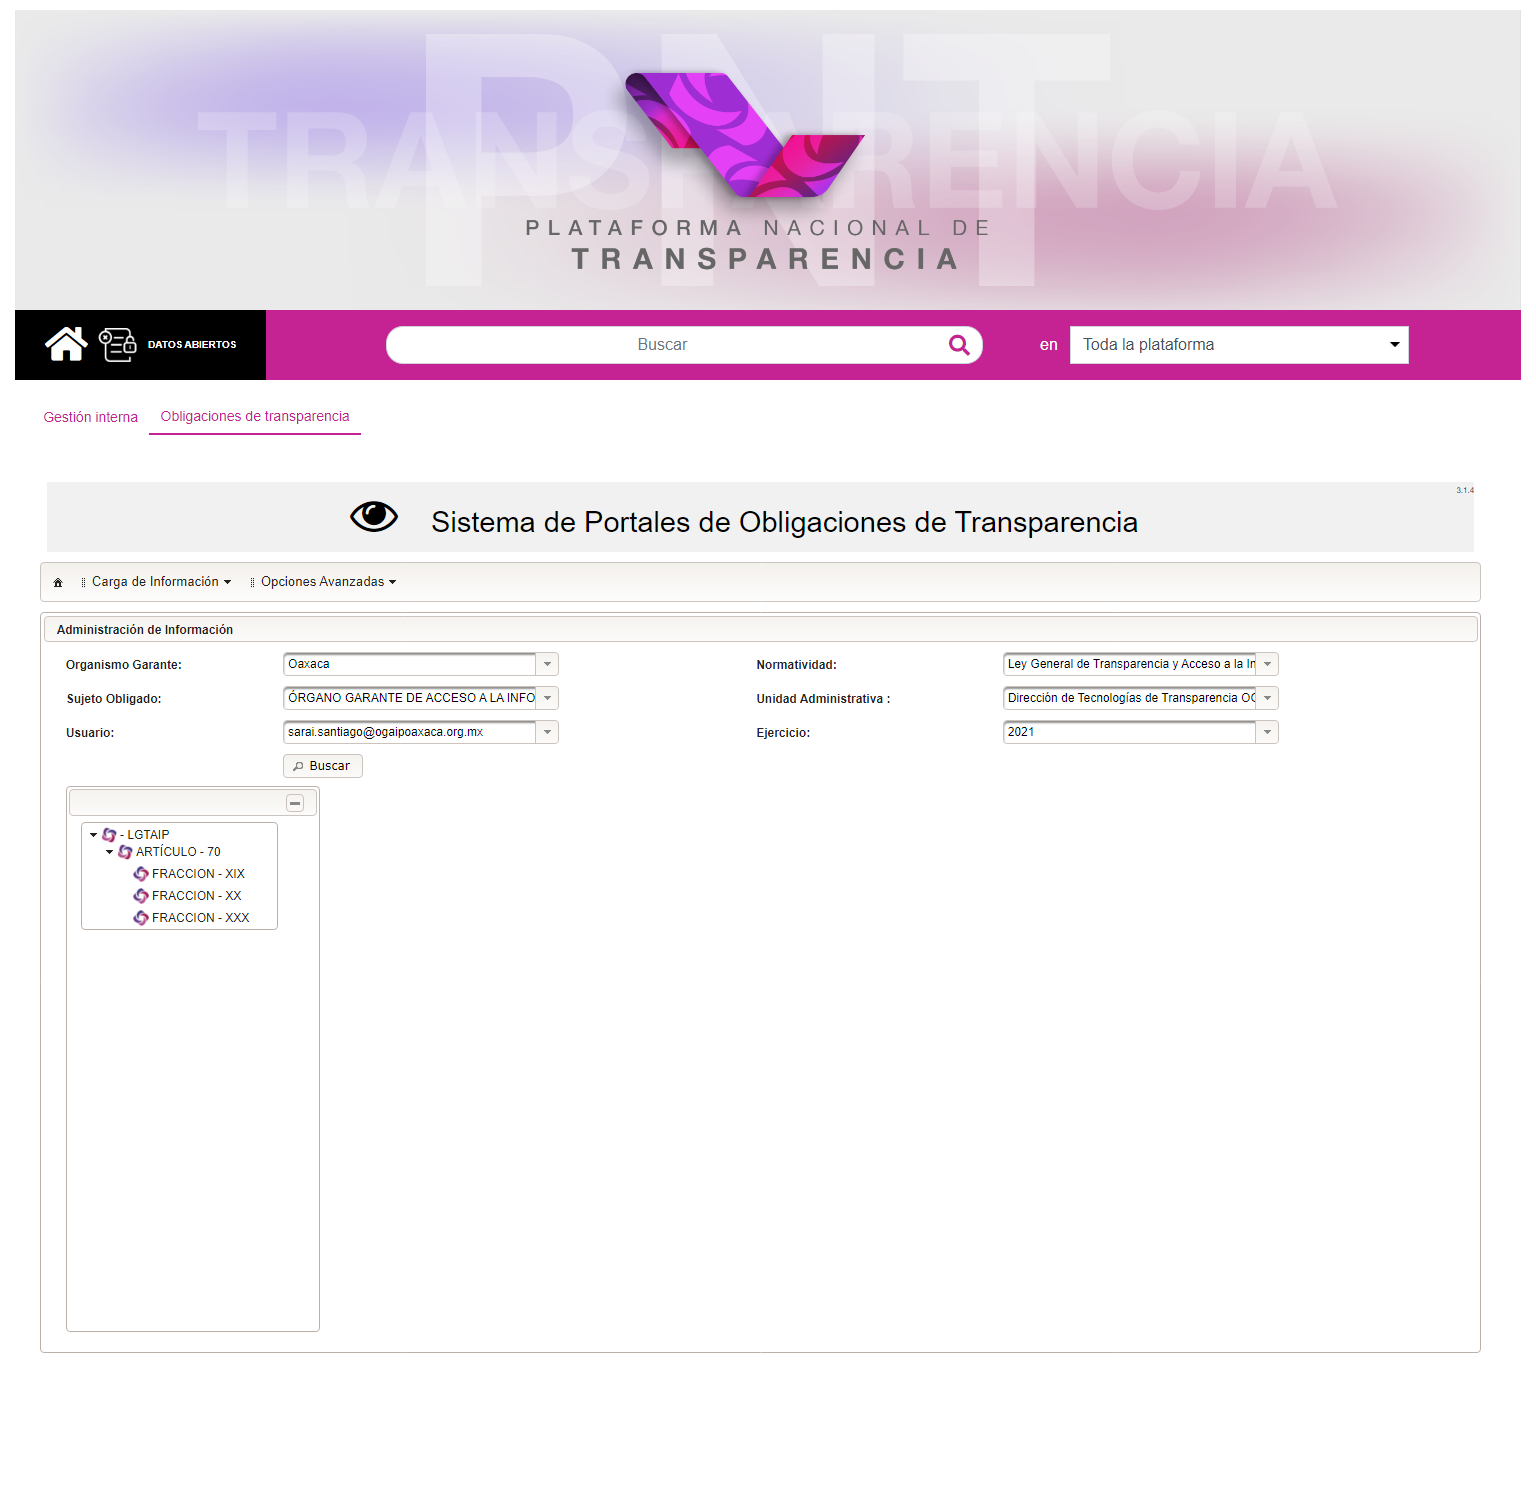 PNT
TRANSPARENCIA
PLATAFORMA NACIONAL DE
TRANSPARENCIA
DATOS ABIERTOS
Buscar
en
Toda la plataforma
Gestión interna
Obligaciones de transparencia
3.1.4
Sistema de Portales de Obligaciones de Transparencia
Carga de Información
Opciones Avanzadas
Administración de Información
Organismo Garante:
Oaxaca
Normatividad:
Ley General de Transparencia y Acceso a la In
Sujeto Obligado:
ÓRGANO GARANTE DE ACCESO A LA INFO
Unidad Administrativa :
Dirección de Tecnologías de Transparencia OG
Usuario:
sarai.santiago@ogaipoaxaca.org.mx
Ejercicio:
2021
Buscar
- LGTAIP
ARTÍCULO - 70
FRACCION - XIX
FRACCION - XX
FRACCION - XXX